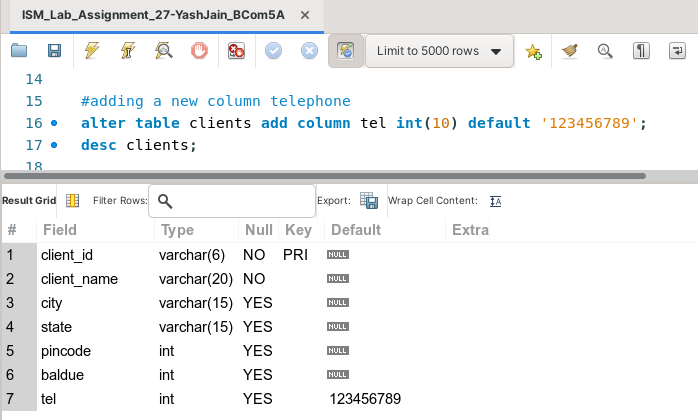 ISM_Lab_Assignment_27-YashJain_BCom5A ×
Limit to 5000 rows
14
15 #adding a new column telephone
16 alter table clients add column tel int(10) default '123456789';
17 desc clients;
18
Result Grid Filter Rows: Export: Wrap Cell Content:
# Field Type Null Key Default Extra
1 client_id varchar(6) NO PRI NULL
2 client_name varchar(20) NO NULL
3 city varchar(15) YES NULL
4 state varchar(15) YES NULL
5 pincode int YES NULL
6 baldue int YES NULL
7 tel int YES 123456789